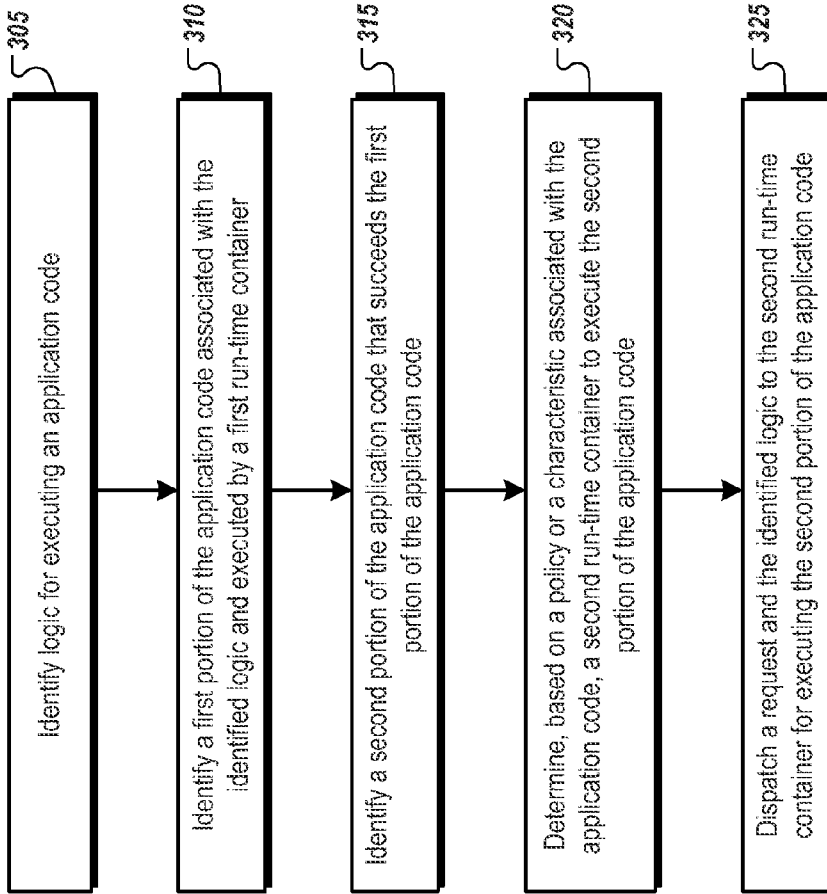 305
Identify logic for executing an application code
310
Identify a first portion of the application code associated with the
identified logic and executed by a first run-time container
315
Identify a second portion of the application code that succeeds the first
portion of the application code
320
Determine, based on a policy or a characteristic associated with the
application code, a second run-time container to execute the second
portion of the application code
325
Dispatch a request and the identified logic to the second run-time
container for executing the second portion of the application code